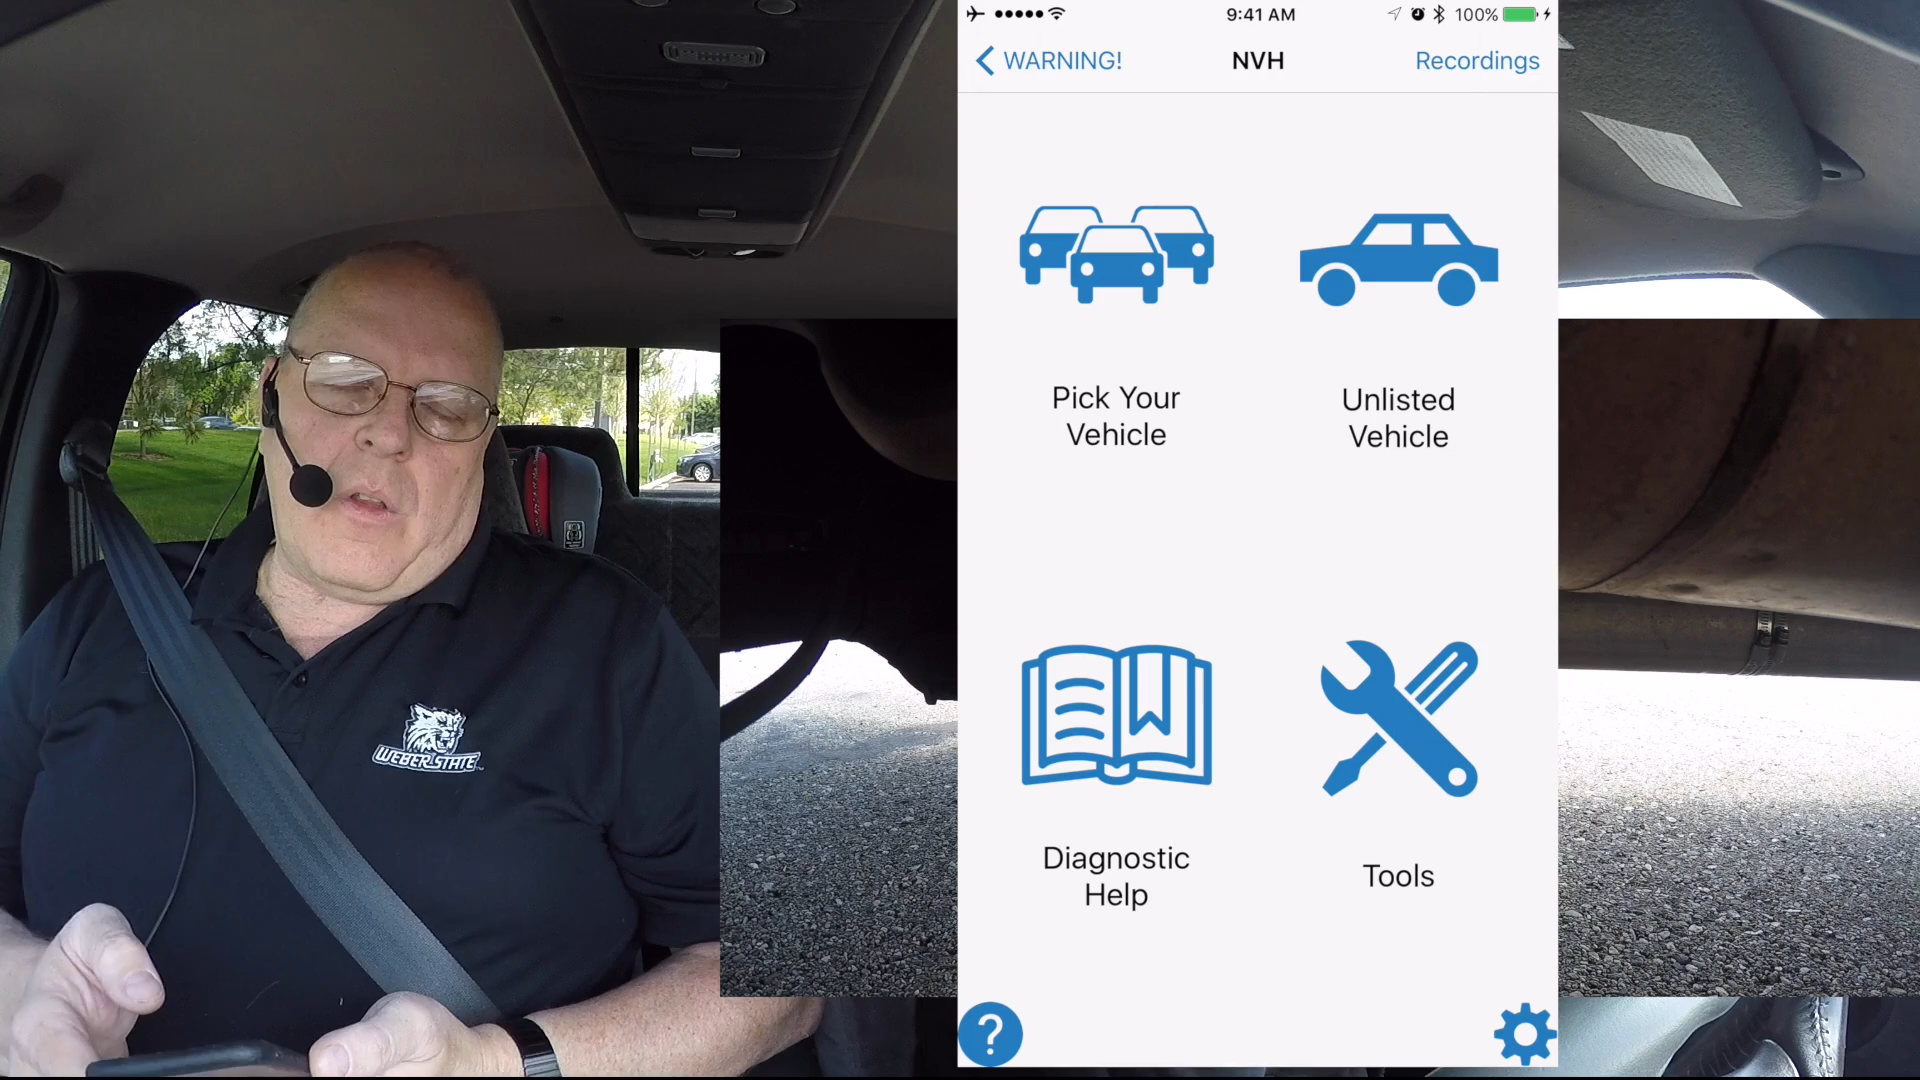 9:41 AM
100%
WARNING!
NVH
Recordings
Pick Your
Vehicle
Unlisted
Vehicle
Diagnostic
Help
Tools
?
WEBER STATE